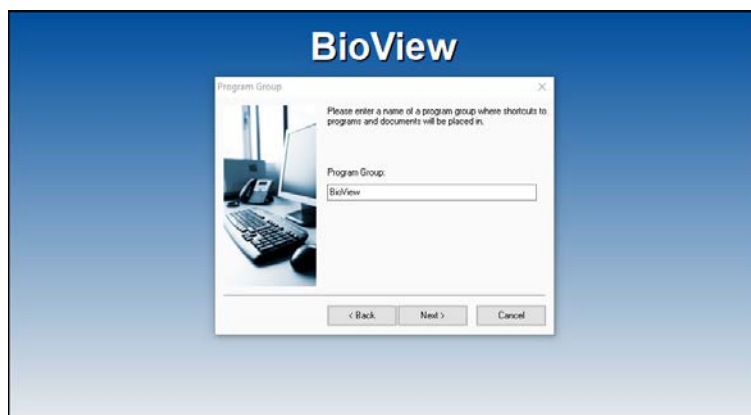 BioView
Program Group
Please enter a name of a program group where shortcuts to
programs and documents will be placed in.
Program Group:
BioView
< Back
Next >
Cancel